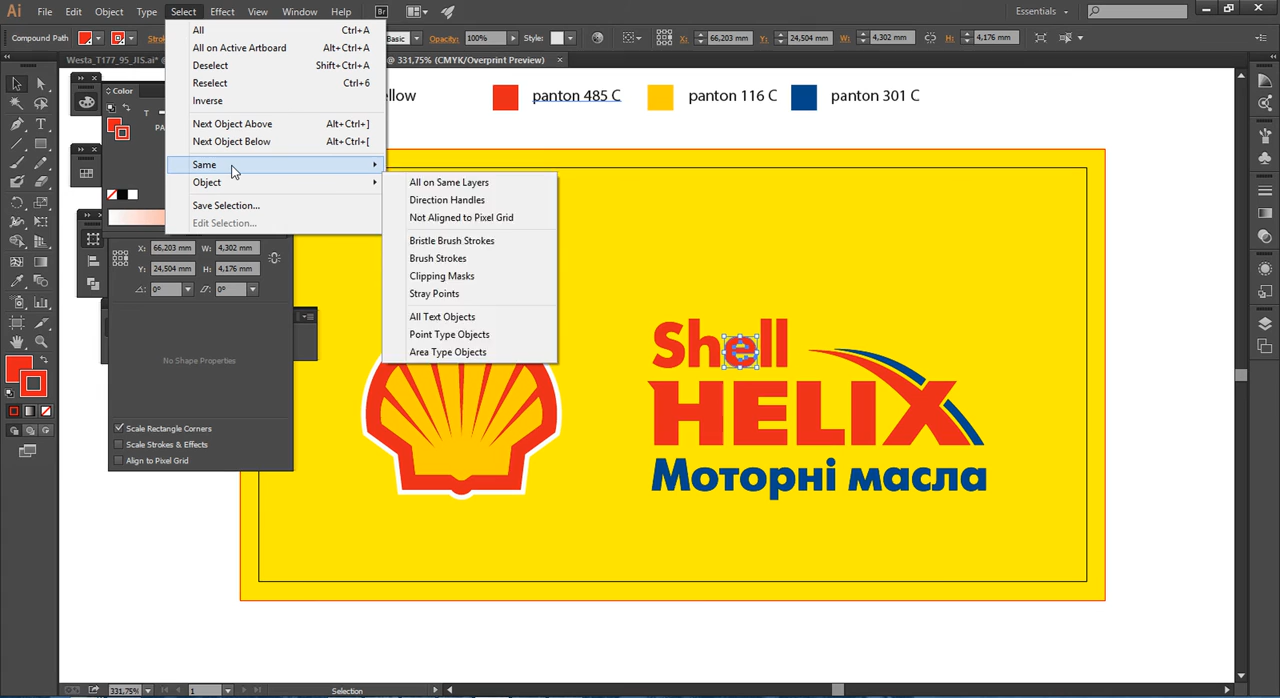 Ai File Edit Object Type Select Effect View Window Help Br Essentials
Compound Path Basic Opacity: 100% Style: X: 66,203 mm Y: 24,504 mm W: 4,302 mm H: 4,176 mm
Westa_T177_95_JIS.ai* @ 331,75% (CMYK/Overprint Preview) ×
All Ctrl+A
All on Active Artboard Alt+Ctrl+A
Deselect Shift+Ctrl+A
Reselect Ctrl+6
Inverse
Next Object Above Alt+Ctrl+]
Next Object Below Alt+Ctrl+[
Same
Object
Save Selection...
Edit Selection...
All on Same Layers
Direction Handles
Not Aligned to Pixel Grid
Bristle Brush Strokes
Brush Strokes
Clipping Masks
Stray Points
All Text Objects
Point Type Objects
Area Type Objects
Color
T
X: 66,203 mm W: 4,302 mm
Y: 24,504 mm H: 4,176 mm
0° 0°
No Shape Properties
Scale Rectangle Corners
Scale Strokes & Effects
Align to Pixel Grid
panton 485 C panton 116 C panton 301 C
Shell
HELIX
Моторні масла
331,75% 1 Selection